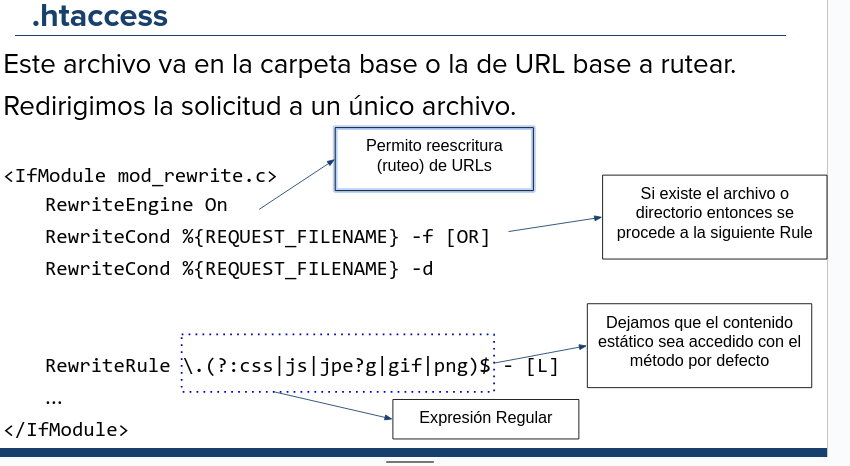 .htaccess
Este archivo va en la carpeta base o la de URL base a rutear.
Redirigimos la solicitud a un único archivo.
Permito reescritura
(ruteo) de URLs
<IfModule mod_rewrite.c>
RewriteEngine On
Si existe el archivo o
directorio entonces se
procede a la siguiente Rule
RewriteCond %{REQUEST_FILENAME} -f [OR]
RewriteCond %{REQUEST_FILENAME} -d
Dejamos que el contenido
estático sea accedido con el
método por defecto
RewriteRule \.(?:css|js|jpe?g|gif|png)$ - [L]
...
Expresión Regular
</IfModule>